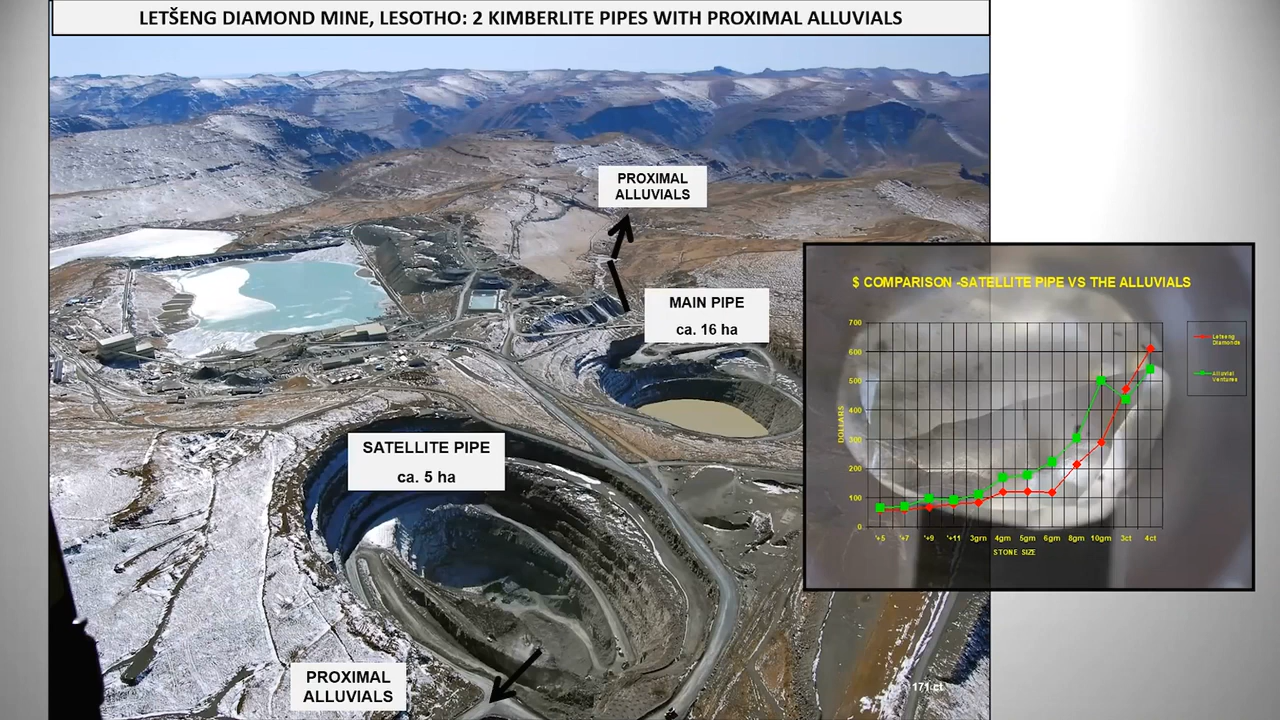 LETŠENG DIAMOND MINE, LESOTHO: 2 KIMBERLITE PIPES WITH PROXIMAL ALLUVIALS
PROXIMAL
ALLUVIALS
MAIN PIPE
ca. 16 ha
SATELLITE PIPE
ca. 5 ha
PROXIMAL
ALLUVIALS
$ COMPARISON -SATELLITE PIPE VS THE ALLUVIALS
700
600
500
400
300
200
100
0
DOLLARS
'+5 '+7 '+9 '+11 3grn 4gm 5gm 6gm 8gm 10gm 3ct 4ct
STONE SIZE
Letseng
Diamonds
Alluvial
Ventures
171 ct